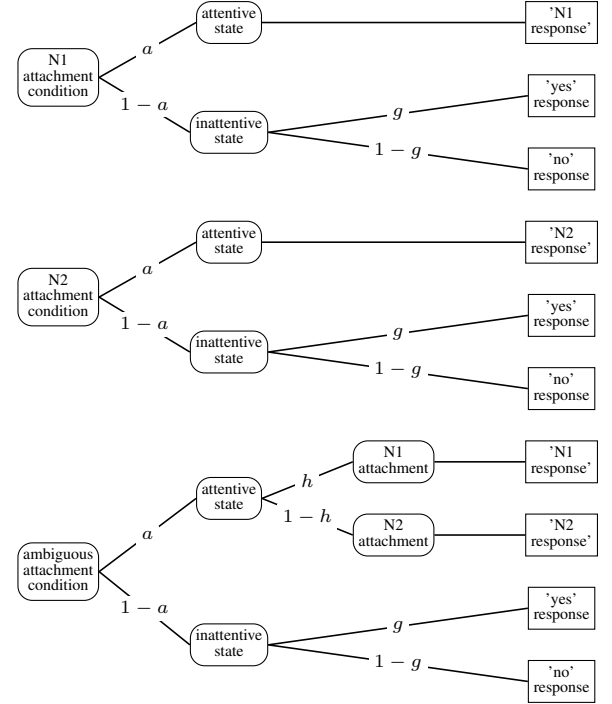 N1
attachment
condition
a
1 − a
attentive
state
inattentive
state
g
1 − g
'N1
response'
'yes'
response
'no'
response
N2
attachment
condition
a
1 − a
attentive
state
inattentive
state
g
1 − g
'N2
response'
'yes'
response
'no'
response
ambiguous
attachment
condition
a
1 − a
attentive
state
h
1 − h
N1
attachment
N2
attachment
inattentive
state
g
1 − g
'N1
response'
'N2
response'
'yes'
response
'no'
response